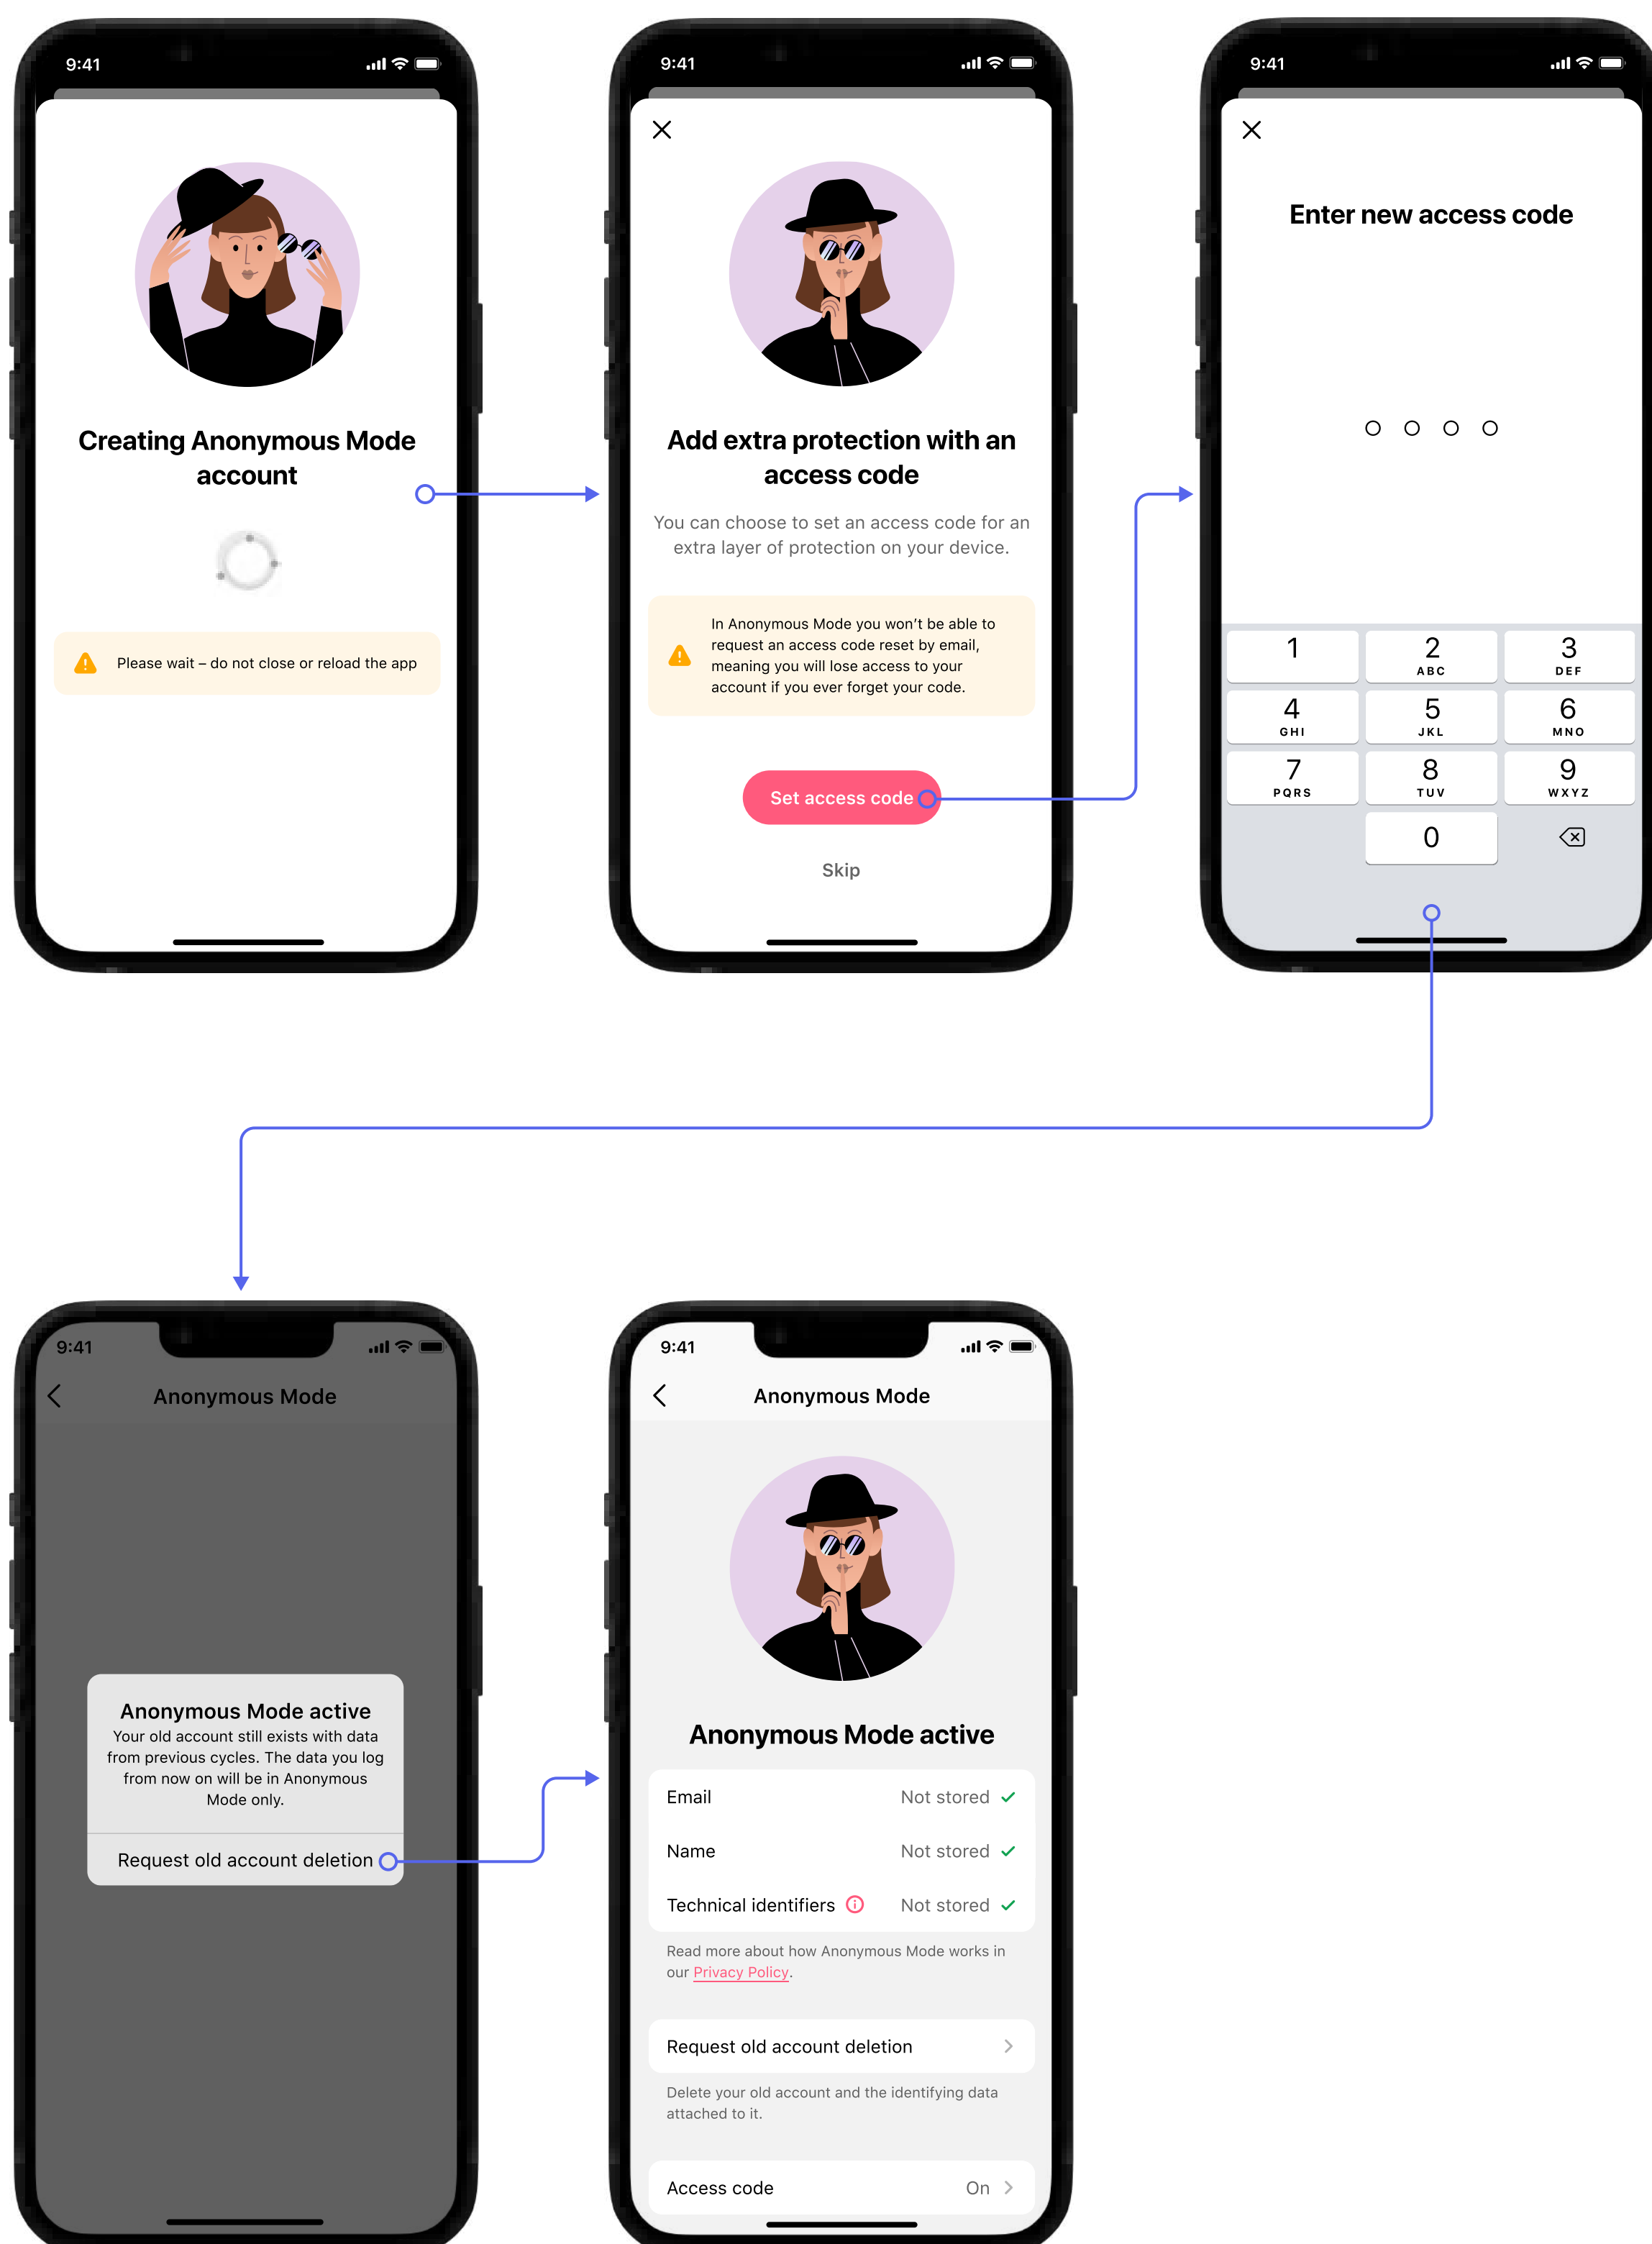 9:41
Creating Anonymous Mode
account
Please wait – do not close or reload the app
9:41
Add extra protection with an
access code
You can choose to set an access code for an
extra layer of protection on your device.
In Anonymous Mode you won’t be able to
request an access code reset by email,
meaning you will lose access to your
account if you ever forget your code.
Set access code
Skip
9:41
Enter new access code
1
2
ABC
3
DEF
4
GHI
5
JKL
6
MNO
7
PQRS
8
TUV
9
WXYZ
0
9:41
Anonymous Mode
Anonymous Mode active
Your old account still exists with data
from previous cycles. The data you log
from now on will be in Anonymous
Mode only.
Request old account deletion
9:41
Anonymous Mode
Anonymous Mode active
Email Not stored
Name Not stored
Technical identifiers Not stored
Read more about how Anonymous Mode works in
our Privacy Policy.
Request old account deletion
Delete your old account and the identifying data
attached to it.
Access code On